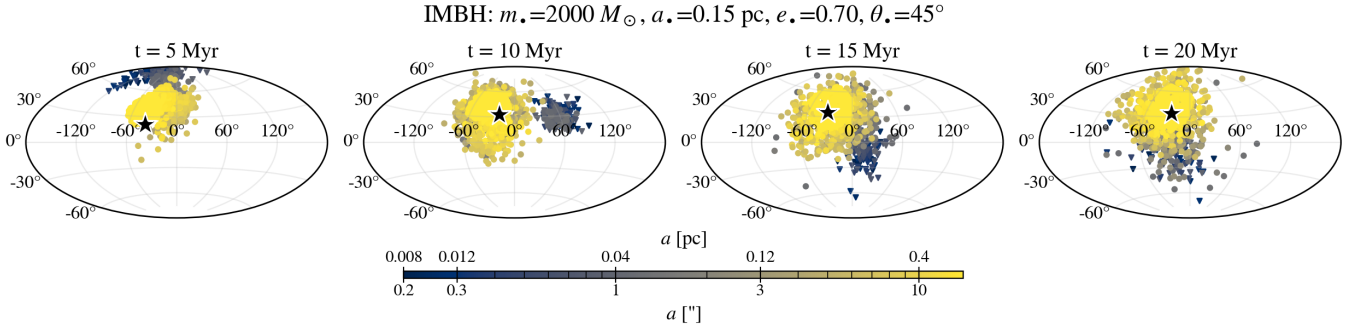 IMBH: m•=2000 M⊙, a•=0.15 pc, e•=0.70, θ•=45°
t = 5 Myr
t = 10 Myr
t = 15 Myr
t = 20 Myr
60° 60° 60° 60°
30° 30° 30° 30°
0° -120° -60° 0° 60° 120° 0° -120° -60° 0° 60° 120° 0° -120° -60° 0° 60° 120° 0° -120° -60° 0° 60° 120°
-30° -30° -30° -30°
-60° -60° -60° -60°
a [pc]
0.008 0.012 0.04 0.12 0.4
0.2 0.3 1 3 10
a ["]